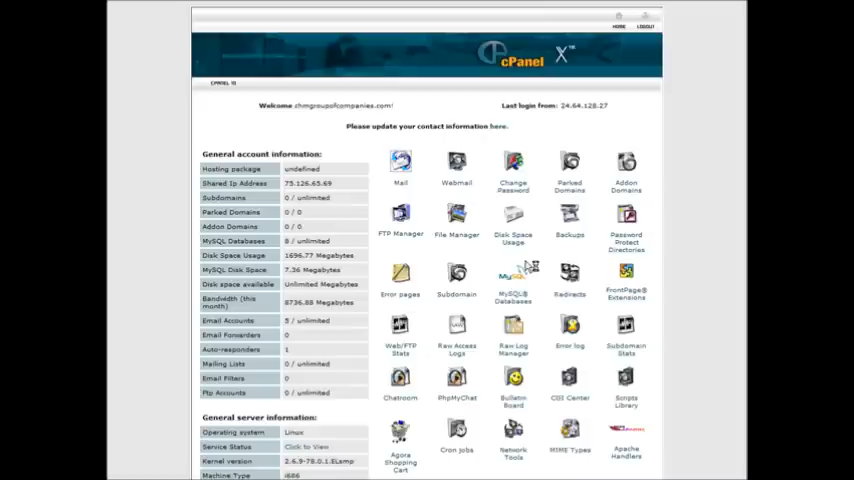 HOME LOGOUT
cPanel X™
CPANEL 10
Welcome zhmgroupofcompanies.com! Last login from: 24.64.128.27
Please update your contact information here.
General account information:
Hosting package undefined
Shared Ip Address 75.126.65.69
Subdomains 0 / unlimited
Parked Domains 0 / 0
Addon Domains 0 / 0
MySQL Databases 8 / unlimited
Disk Space Usage 1696.77 Megabytes
MySQL Disk Space 7.36 Megabytes
Disk space available Unlimited Megabytes
Bandwidth (this
month) 8736.88 Megabytes
Email Accounts 5 / unlimited
Email Forwarders 0
Auto-responders 1
Mailing Lists 0 / unlimited
Email Filters 0
Ftp Accounts 0 / unlimited
General server information:
Operating system Linux
Service Status Click to View
Kernel version 2.6.9-78.0.1.ELsmp
Machine Type i686
Mail Webmail Change Parked Addon
Password Domains Domains
FTP Manager File Manager Disk Space Backups Password
Usage Protect
Directories
MySQL
Error pages Subdomain MySQL® Redirects FrontPage®
Databases Extensions
RAW
Web/FTP Raw Access Raw Log Error log Subdomain
Stats Logs Manager Stats
Chatroom PhpMyChat Bulletin CGI Center Scripts
Board Library
Agora Cron jobs Network MIME Types Apache
Shopping Tools Handlers
Cart